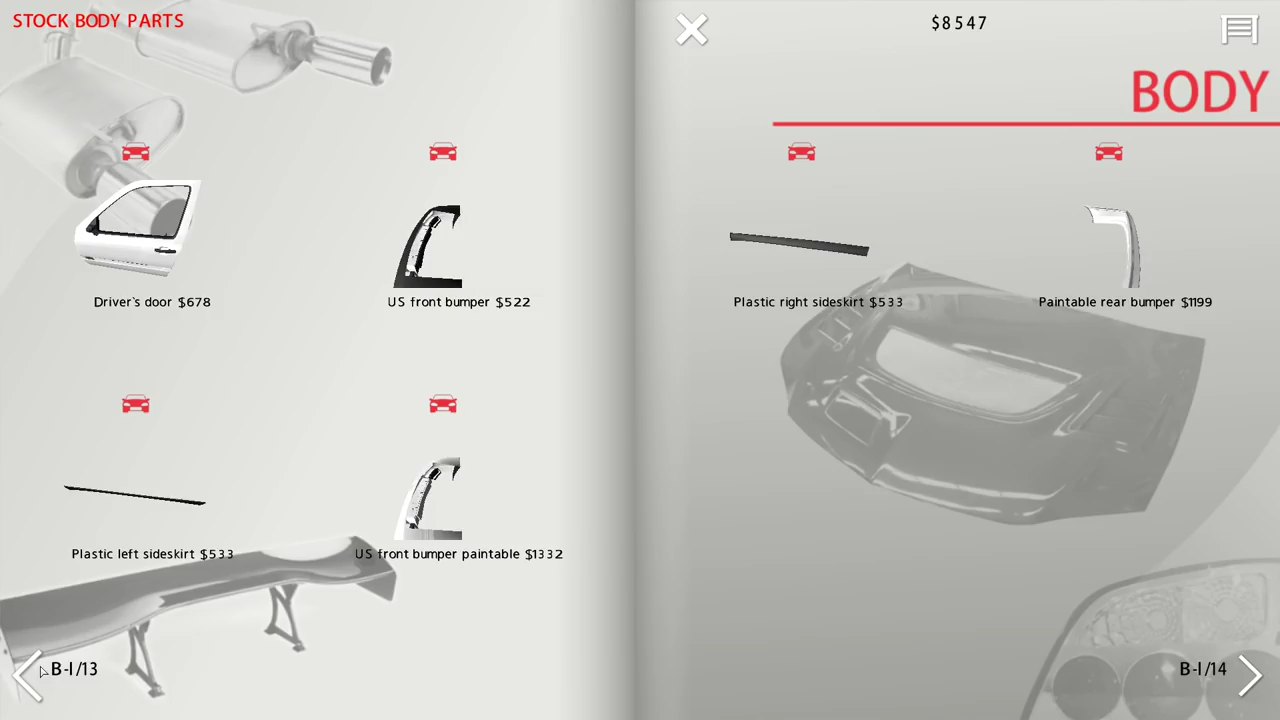 STOCK BODY PARTS
$8547
BODY
Driver's door $678
US front bumper $522
Plastic right sideskirt $533
Paintable rear bumper $1199
Plastic left sideskirt $533
US front bumper paintable $1332
B-I/13
B-I/14